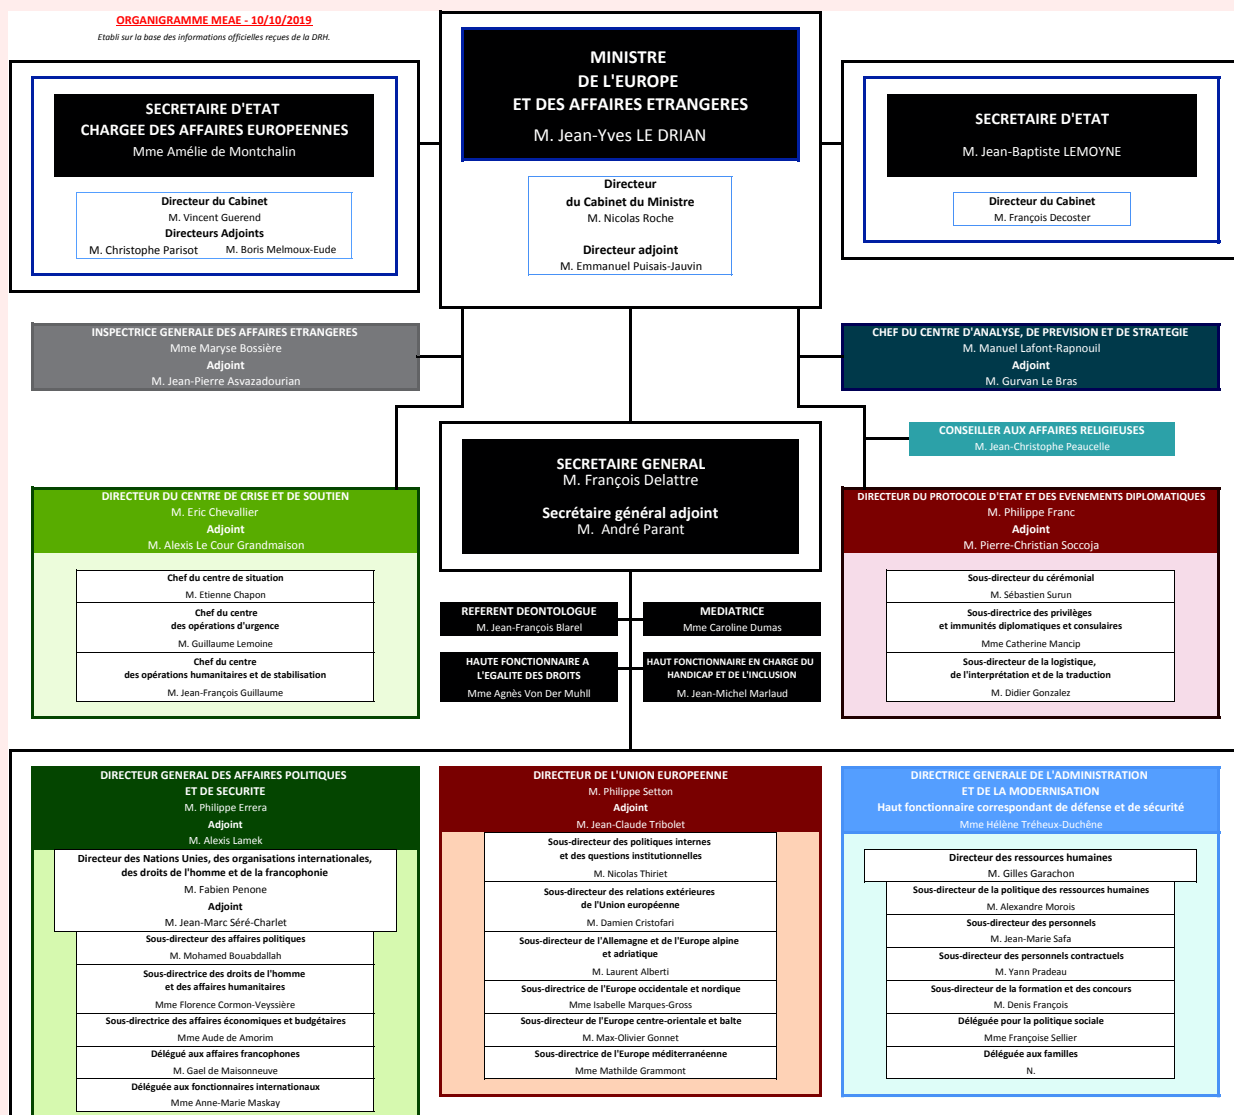 ORGANIGRAMME MEAE - 10/10/2019
Etabli sur la base des informations officielles reçues de la DRH.
MINISTRE
DE L'EUROPE
ET DES AFFAIRES ETRANGERES
M. Jean-Yves LE DRIAN
Directeur
du Cabinet du Ministre
M. Nicolas Roche
Directeur adjoint
M. Emmanuel Puisais-Jauvin
SECRETAIRE D'ETAT
CHARGEE DES AFFAIRES EUROPEENNES
Mme Amélie de Montchalin
Directeur du Cabinet
M. Vincent Guerend
Directeurs Adjoints
M. Christophe Parisot M. Boris Melmoux-Eude
SECRETAIRE D'ETAT
M. Jean-Baptiste LEMOYNE
Directeur du Cabinet
M. François Decoster
INSPECTRICE GENERALE DES AFFAIRES ETRANGERES
Mme Maryse Bossière
Adjoint
M. Jean-Pierre Asvazadourian
CHEF DU CENTRE D'ANALYSE, DE PREVISION ET DE STRATEGIE
M. Manuel Lafont-Rapnouil
Adjoint
M. Gurvan Le Bras
CONSEILLER AUX AFFAIRES RELIGIEUSES
M. Jean-Christophe Peaucelle
SECRETAIRE GENERAL
M. François Delattre
Secrétaire général adjoint
M. André Parant
DIRECTEUR DU CENTRE DE CRISE ET DE SOUTIEN
M. Eric Chevallier
Adjoint
M. Alexis Le Cour Grandmaison
Chef du centre de situation
M. Etienne Chapon
Chef du centre
des opérations d'urgence
M. Guillaume Lemoine
Chef du centre
des opérations humanitaires et de stabilisation
M. Jean-François Guillaume
DIRECTEUR DU PROTOCOLE D'ETAT ET DES EVENEMENTS DIPLOMATIQUES
M. Philippe Franc
Adjoint
M. Pierre-Christian Soccoja
Sous-directeur du cérémonial
M. Sébastien Surun
Sous-directrice des privilèges
et immunités diplomatiques et consulaires
Mme Catherine Mancip
Sous-directeur de la logistique,
de l'interprétation et de la traduction
M. Didier Gonzalez
REFERENT DEONTOLOGUE
M. Jean-François Blarel
MEDIATRICE
Mme Caroline Dumas
HAUTE FONCTIONNAIRE A
L'EGALITE DES DROITS
Mme Agnès Von Der Muhll
HAUT FONCTIONNAIRE EN CHARGE DU
HANDICAP ET DE L'INCLUSION
M. Jean-Michel Marlaud
DIRECTEUR GENERAL DES AFFAIRES POLITIQUES
ET DE SECURITE
M. Philippe Errera
Adjoint
M. Alexis Lamek
Directeur des Nations Unies, des organisations internationales,
des droits de l'homme et de la francophonie
M. Fabien Penone
Adjoint
M. Jean-Marc Séré-Charlet
Sous-directeur des affaires politiques
M. Mohamed Bouabdallah
Sous-directrice des droits de l'homme
et des affaires humanitaires
Mme Florence Cormon-Veyssière
Sous-directrice des affaires économiques et budgétaires
Mme Aude de Amorim
Délégué aux affaires francophones
M. Gael de Maisonneuve
Déléguée aux fonctionnaires internationaux
Mme Anne-Marie Maskay
DIRECTEUR DE L'UNION EUROPEENNE
M. Philippe Setton
Adjoint
M. Jean-Claude Tribolet
Sous-directeur des politiques internes
et des questions institutionnelles
M. Nicolas Thiriet
Sous-directeur des relations extérieures
de l'Union européenne
M. Damien Cristofari
Sous-directeur de l'Allemagne et de l'Europe alpine
et adriatique
M. Laurent Alberti
Sous-directrice de l'Europe occidentale et nordique
Mme Isabelle Marques-Gross
Sous-directeur de l'Europe centre-orientale et balte
M. Max-Olivier Gonnet
Sous-directrice de l'Europe méditerranéenne
Mme Mathilde Grammont
DIRECTRICE GENERALE DE L'ADMINISTRATION
ET DE LA MODERNISATION
Haut fonctionnaire correspondant de défense et de sécurité
Mme Hélène Tréheux-Duchêne
Directeur des ressources humaines
M. Gilles Garachon
Sous-directeur de la politique des ressources humaines
M. Alexandre Morois
Sous-directeur des personnels
M. Jean-Marie Safa
Sous-directeur des personnels contractuels
M. Yann Pradeau
Sous-directeur de la formation et des concours
M. Denis François
Déléguée pour la politique sociale
Mme Françoise Sellier
Déléguée aux familles
N.